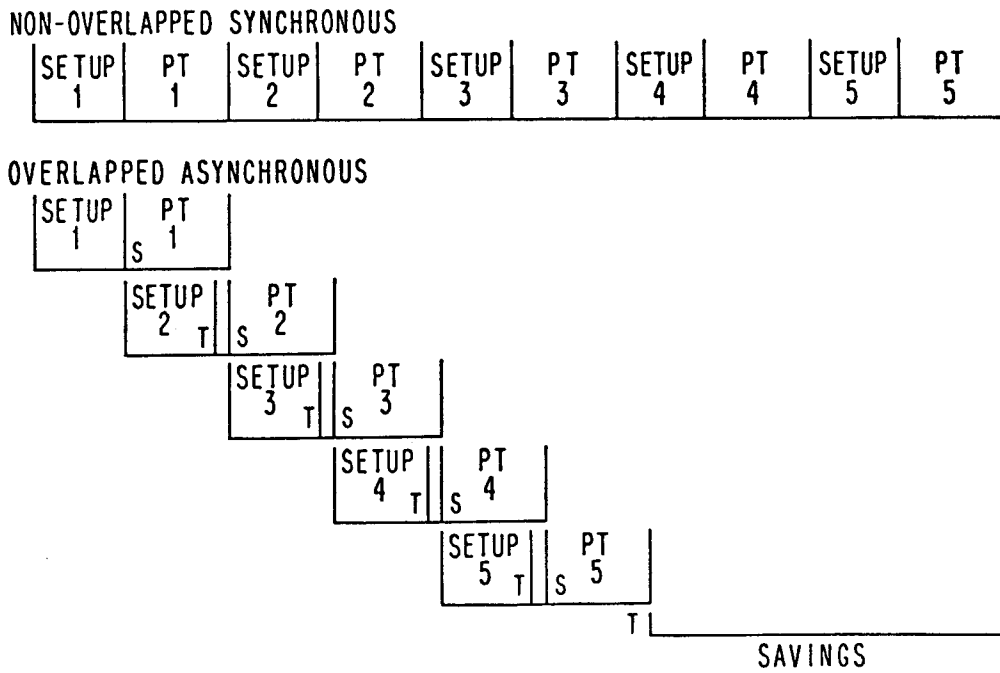 NON-OVERLAPPED SYNCHRONOUS
SETUP PT SETUP PT SETUP PT SETUP PT SETUP PT
1 1 2 2 3 3 4 4 5 5
OVERLAPPED ASYNCHRONOUS
SETUP PT
1 S 1
SETUP PT
2 T S 2
SETUP PT
3 T S 3
SETUP PT
4 T S 4
SETUP PT
5 T S 5
T
SAVINGS